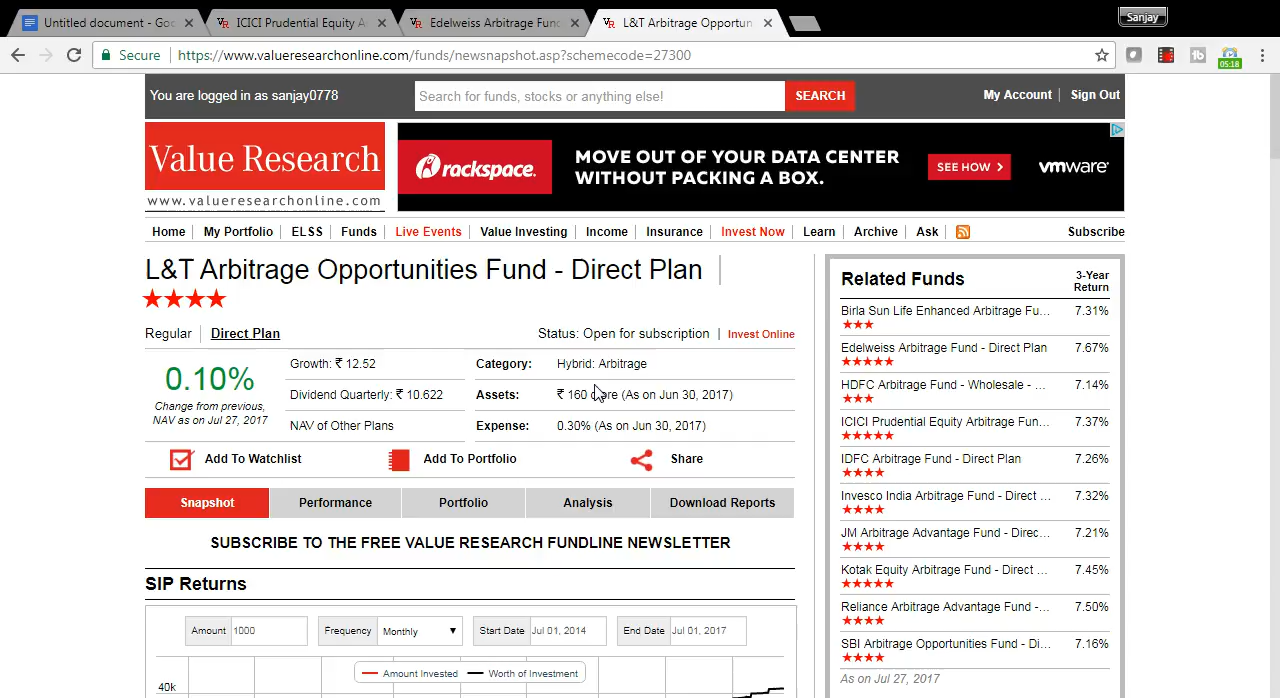 Untitled document - Goo
ICICI Prudential Equity A
Edelweiss Arbitrage Fun
L&T Arbitrage Opportun
Sanjay
Secure
https://www.valueresearchonline.com/funds/newsnapshot.asp?schemecode=27300
05:18
You are logged in as sanjay0778
Search for funds, stocks or anything else!
SEARCH
My Account
Sign Out
Value Research
www.valueresearchonline.com
rackspace.
MOVE OUT OF YOUR DATA CENTER
WITHOUT PACKING A BOX.
SEE HOW >
vmware
Home My Portfolio ELSS Funds Live Events Value Investing Income Insurance Invest Now Learn Archive Ask Subscribe
L&T Arbitrage Opportunities Fund - Direct Plan
Regular Direct Plan
Status: Open for subscription | Invest Online
0.10%
Change from previous,
NAV as on Jul 27, 2017
Growth: ₹ 12.52
Dividend Quarterly: ₹ 10.622
NAV of Other Plans
Category: Hybrid: Arbitrage
Assets: ₹ 160 (As on Jun 30, 2017)
Expense: 0.30% (As on Jun 30, 2017)
Add To Watchlist
Add To Portfolio
Share
Snapshot Performance Portfolio Analysis Download Reports
SUBSCRIBE TO THE FREE VALUE RESEARCH FUNDLINE NEWSLETTER
SIP Returns
Amount 1000 Frequency Monthly Start Date Jul 01, 2014 End Date Jul 01, 2017
Amount Invested Worth of Investment
40k
Related Funds
3-Year
Return
Birla Sun Life Enhanced Arbitrage Fu... 7.31%
Edelweiss Arbitrage Fund - Direct Plan 7.67%
HDFC Arbitrage Fund - Wholesale - ... 7.14%
ICICI Prudential Equity Arbitrage Fun... 7.37%
IDFC Arbitrage Fund - Direct Plan 7.26%
Invesco India Arbitrage Fund - Direct ... 7.32%
JM Arbitrage Advantage Fund - Direc... 7.21%
Kotak Equity Arbitrage Fund - Direct ... 7.45%
Reliance Arbitrage Advantage Fund -... 7.50%
SBI Arbitrage Opportunities Fund - Di... 7.16%
As on Jul 27, 2017